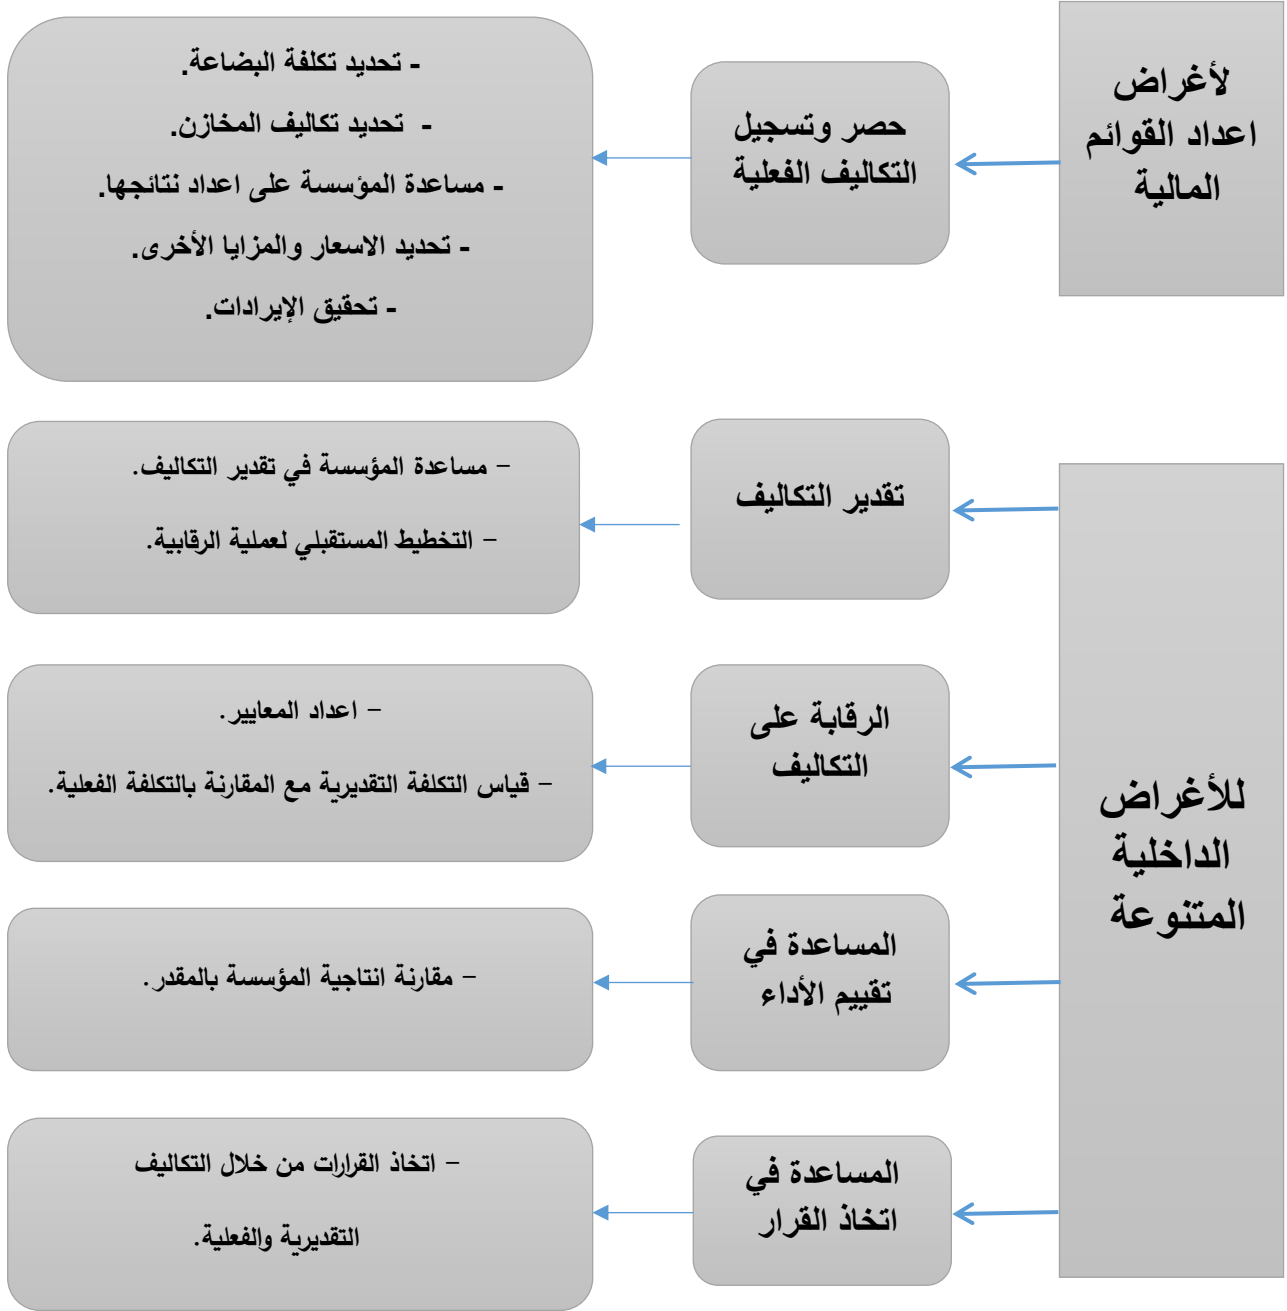 لأغراض
اعداد القوائم
المالية
حصر وتسجيل
التكاليف الفعلية
- تحديد تكلفة البضاعة.
- تحديد تكاليف المخازن.
- مساعدة المؤسسة على اعداد نتائجها.
- تحديد الاسعار والمزايا الأخرى.
- تحقيق الإيرادات.
للأغراض
الداخلية
المتنوعة
تقدير التكاليف
– مساعدة المؤسسة في تقدير التكاليف.
– التخطيط المستقبلي لعملية الرقابية.
الرقابة على
التكاليف
– اعداد المعايير.
– قياس التكلفة التقديرية مع المقارنة بالتكلفة الفعلية.
المساعدة في
تقييم الأداء
– مقارنة انتاجية المؤسسة بالمقدر.
المساعدة في
اتخاذ القرار
– اتخاذ القرارات من خلال التكاليف
التقديرية والفعلية.